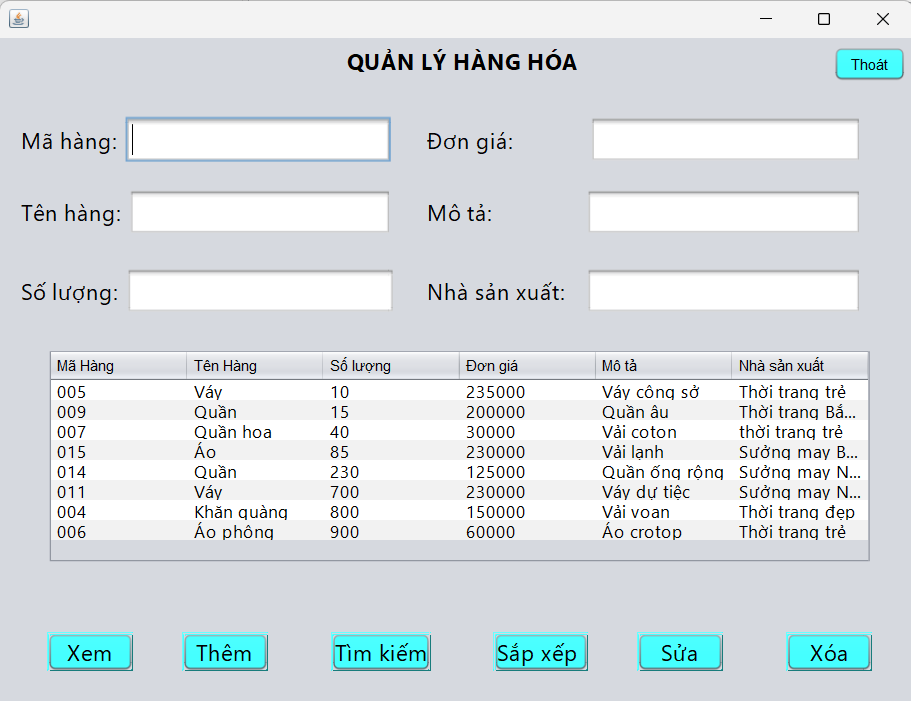 QUẢN LÝ HÀNG HÓA
Thoát
Mã hàng:
Đơn giá:
Tên hàng:
Mô tả:
Số lượng:
Nhà sản xuất:
Mã Hàng Tên Hàng Số lượng Đơn giá Mô tả Nhà sản xuất
005 Váy 10 235000 Váy công sở Thời trang trẻ
009 Quần 15 200000 Quần âu Thời trang Bắ...
007 Quần hoa 40 30000 Vải coton thời trang trẻ
015 Áo 85 230000 Vải lạnh Sưởng may B...
014 Quần 230 125000 Quần ống rộng Sưởng may N...
011 Váy 700 230000 Váy dự tiệc Sưởng may N...
004 Khăn quàng 800 150000 Vải voan Thời trang đẹp
006 Áo phông 900 60000 Áo crotop Thời trang trẻ
Xem Thêm Tìm kiếm Sắp xếp Sửa Xóa